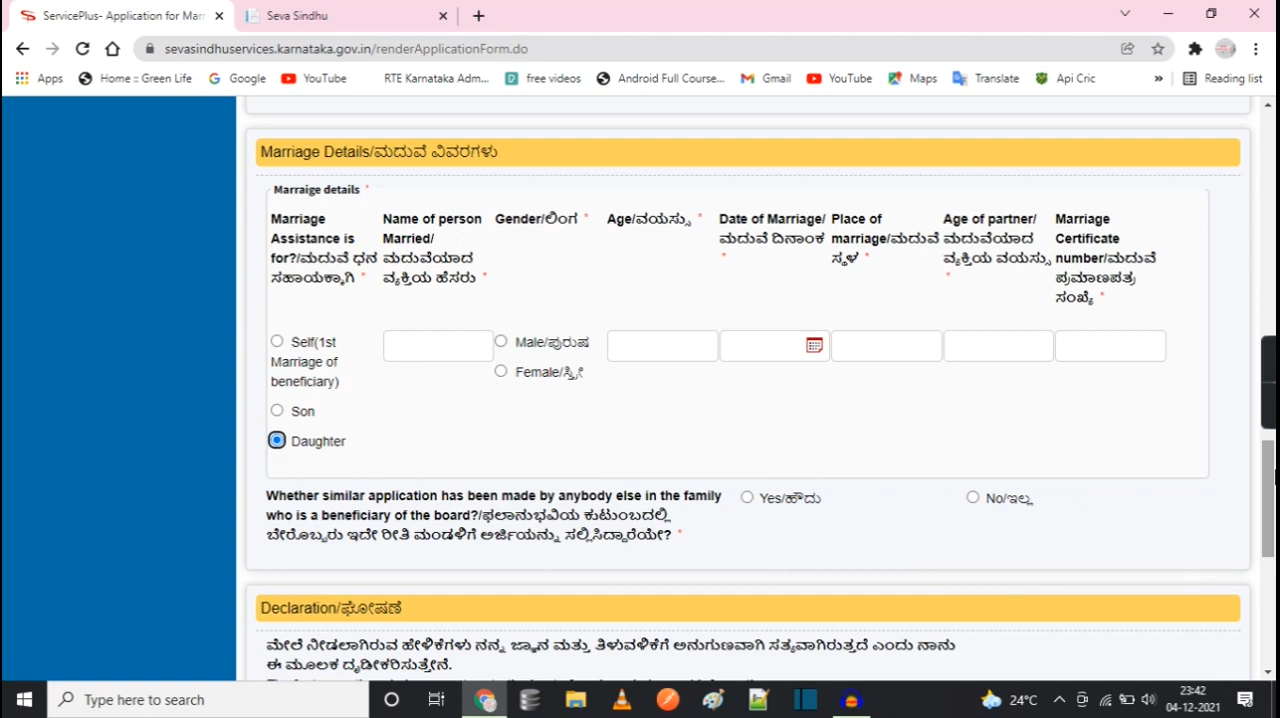 ServicePlus- Application for Marr
Seva Sindhu
sevasindhuservices.karnataka.gov.in/renderApplicationForm.do
Apps Home :: Green Life Google YouTube RTE Karnataka Adm... free videos Android Full Course... Gmail YouTube Maps Translate Api Cric » Reading list
Marriage Details/ಮದುವೆ ವಿವರಗಳು
Marraige details *
Marriage
Assistance is
for?/ಮದುವೆ ಧನ
ಸಹಾಯಕ್ಕಾಗಿ *
Name of person
Married/
ಮದುವೆಯಾದ
ವ್ಯಕ್ತಿಯ ಹೆಸರು *
Gender/ಲಿಂಗ *
Age/ವಯಸ್ಸು *
Date of Marriage/
ಮದುವೆ ದಿನಾಂಕ
*
Place of
marriage/ಮದುವೆ
ಸ್ಥಳ *
Age of partner/
ಮದುವೆಯಾದ
ವ್ಯಕ್ತಿಯ ವಯಸ್ಸು
*
Marriage
Certificate
number/ಮದುವೆ
ಪ್ರಮಾಣಪತ್ರ
ಸಂಖ್ಯೆ *
Self(1st
Marriage of
beneficiary)
Son
Daughter
Male/ಪುರುಷ
Female/ಸ್ತ್ರೀ
Whether similar application has been made by anybody else in the family
who is a beneficiary of the board?/ಫಲಾನುಭವಿಯ ಕುಟುಂಬದಲ್ಲಿ
ಬೇರೊಬ್ಬರು ಇದೇ ರೀತಿ ಮಂಡಳಿಗೆ ಅರ್ಜಿಯನ್ನು ಸಲ್ಲಿಸಿದ್ದಾರೆಯೇ? *
Yes/ಹೌದು
No/ಇಲ್ಲ
Declaration/ಘೋಷಣೆ
ಮೇಲೆ ನೀಡಲಾಗಿರುವ ಹೇಳಿಕೆಗಳು ನನ್ನ ಜ್ಞಾನ ಮತ್ತು ತಿಳುವಳಿಕೆಗೆ ಅನುಗುಣವಾಗಿ ಸತ್ಯವಾಗಿರುತ್ತದೆ ಎಂದು ನಾನು
ಈ ಮೂಲಕ ದೃಢೀಕರಿಸುತ್ತೇನೆ.
Type here to search
24°C
23:42
04-12-2021